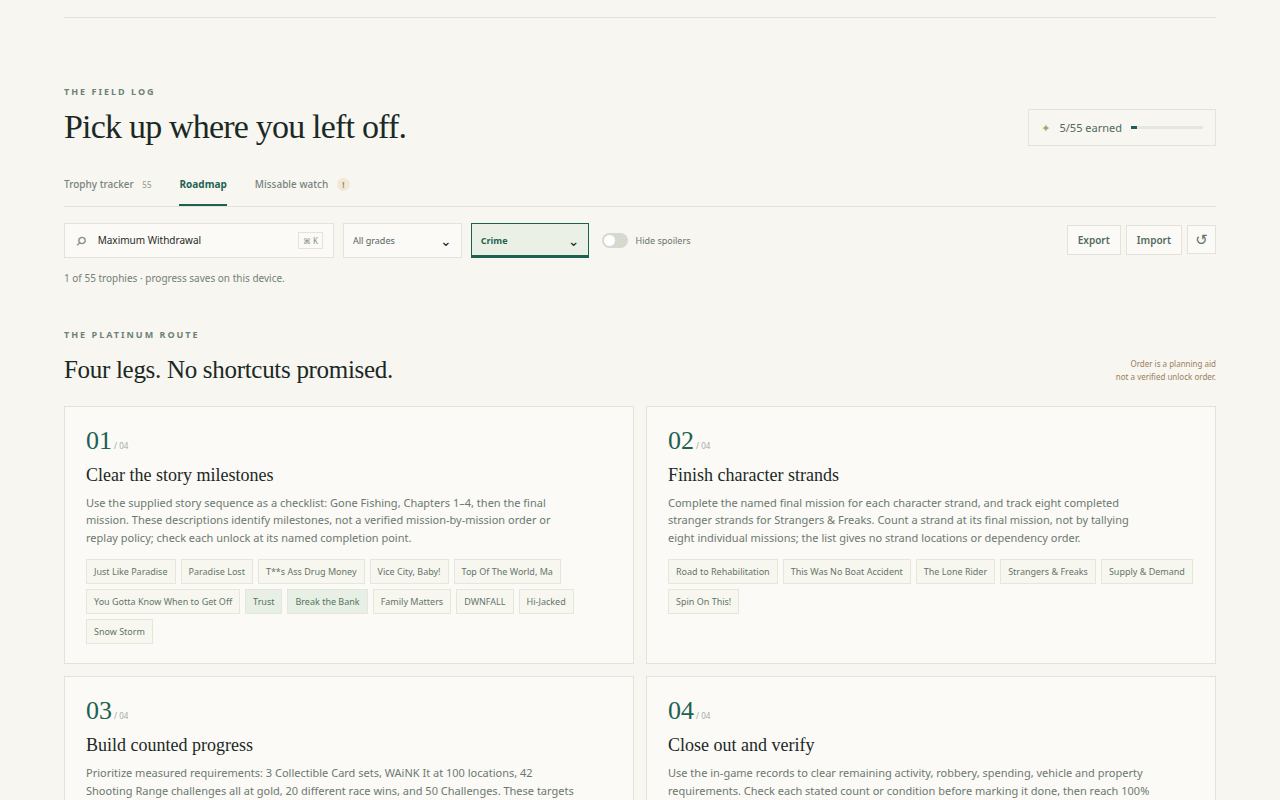 THE FIELD LOG
Pick up where you left off.
✦ 5/55 earned
Trophy tracker 55 Roadmap Missable watch !
Maximum Withdrawal ⌘ K All grades Crime Hide spoilers Export Import ↺
1 of 55 trophies · progress saves on this device.
THE PLATINUM ROUTE
Four legs. No shortcuts promised.
Order is a planning aid
not a verified unlock order.
01 / 04
Clear the story milestones
Use the supplied story sequence as a checklist: Gone Fishing, Chapters 1–4, then the final
mission. These descriptions identify milestones, not a verified mission-by-mission order or
replay policy; check each unlock at its named completion point.
Just Like Paradise Paradise Lost T**s Ass Drug Money Vice City, Baby! Top Of The World, Ma
You Gotta Know When to Get Off Trust Break the Bank Family Matters DWNFALL Hi-Jacked
Snow Storm
02 / 04
Finish character strands
Complete the named final mission for each character strand, and track eight completed
stranger strands for Strangers & Freaks. Count a strand at its final mission, not by tallying
eight individual missions; the list gives no strand locations or dependency order.
Road to Rehabilitation This Was No Boat Accident The Lone Rider Strangers & Freaks Supply & Demand
Spin On This!
03 / 04
Build counted progress
Prioritize measured requirements: 3 Collectible Card sets, WAiNK It at 100 locations, 42
Shooting Range challenges all at gold, 20 different race wins, and 50 Challenges. These targets
04 / 04
Close out and verify
Use the in-game records to clear remaining activity, robbery, spending, vehicle and property
requirements. Check each stated count or condition before marking it done, then reach 100%